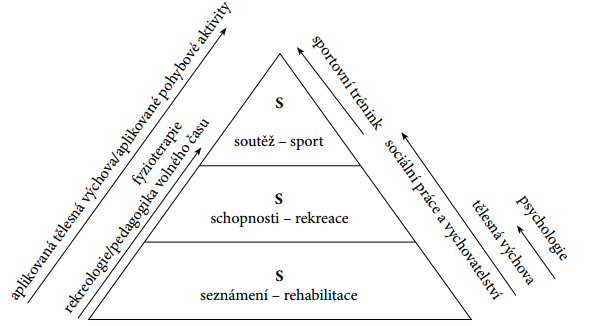 aplikovaná tělesná výchova/aplikované pohybové aktivity
fyzioterapie
rekreologie/pedagogika volného času
S
soutěž – sport
S
schopnosti – rekreace
S
seznámení – rehabilitace
sportovní trénink
sociální práce a vychovatelství
tělesná výchova
psychologie